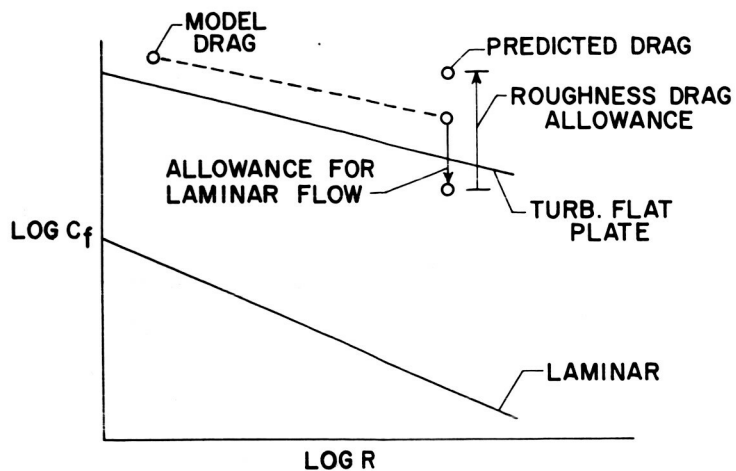 MODEL
DRAG
PREDICTED DRAG
ROUGHNESS DRAG
ALLOWANCE
ALLOWANCE FOR
LAMINAR FLOW
TURB. FLAT
PLATE
LOG Cf
LAMINAR
LOG R